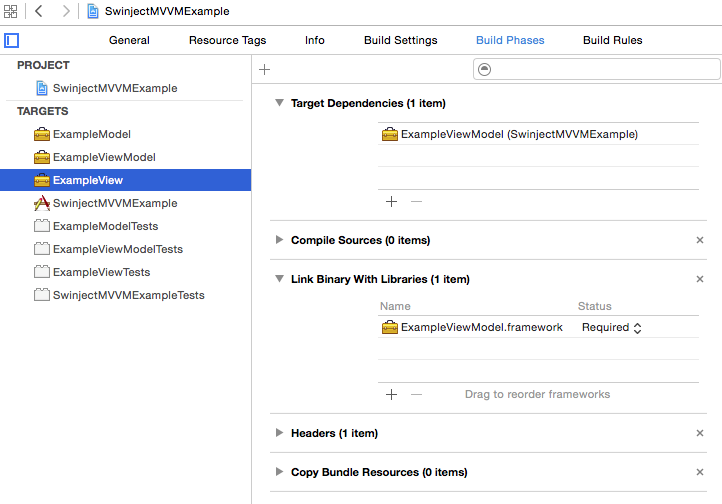 SwinjectMVVMExample
General Resource Tags Info Build Settings Build Phases Build Rules
PROJECT
SwinjectMVVMExample
TARGETS
ExampleModel
ExampleViewModel
ExampleView
SwinjectMVVMExample
ExampleModelTests
ExampleViewModelTests
ExampleViewTests
SwinjectMVVMExampleTests
Target Dependencies (1 item)
ExampleViewModel (SwinjectMVVMExample)
Compile Sources (0 items)
Link Binary With Libraries (1 item)
Name Status
ExampleViewModel.framework Required
Drag to reorder frameworks
Headers (1 item)
Copy Bundle Resources (0 items)